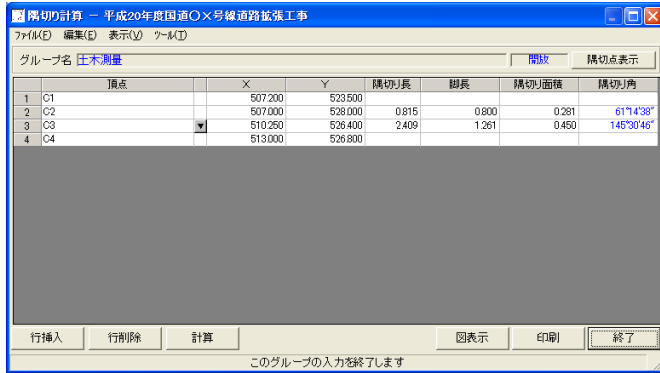 隅切り計算 － 平成20年度国道〇×号線道路拡張工事
ファイル(F) 編集(E) 表示(V) ツール(T)
グループ名 土木測量 開放 隅切点表示
頂点 X Y 隅切り長 脚長 隅切り面積 隅切り角
1 C1 507.200 523.500
2 C2 507.000 528.000 0.815 0.800 0.281 61°14'38"
3 C3 510.250 526.400 2.409 1.261 0.450 145°30'46"
4 C4 513.000 526.800
行挿入 行削除 計算 図表示 印刷 終了
このグループの入力を終了します